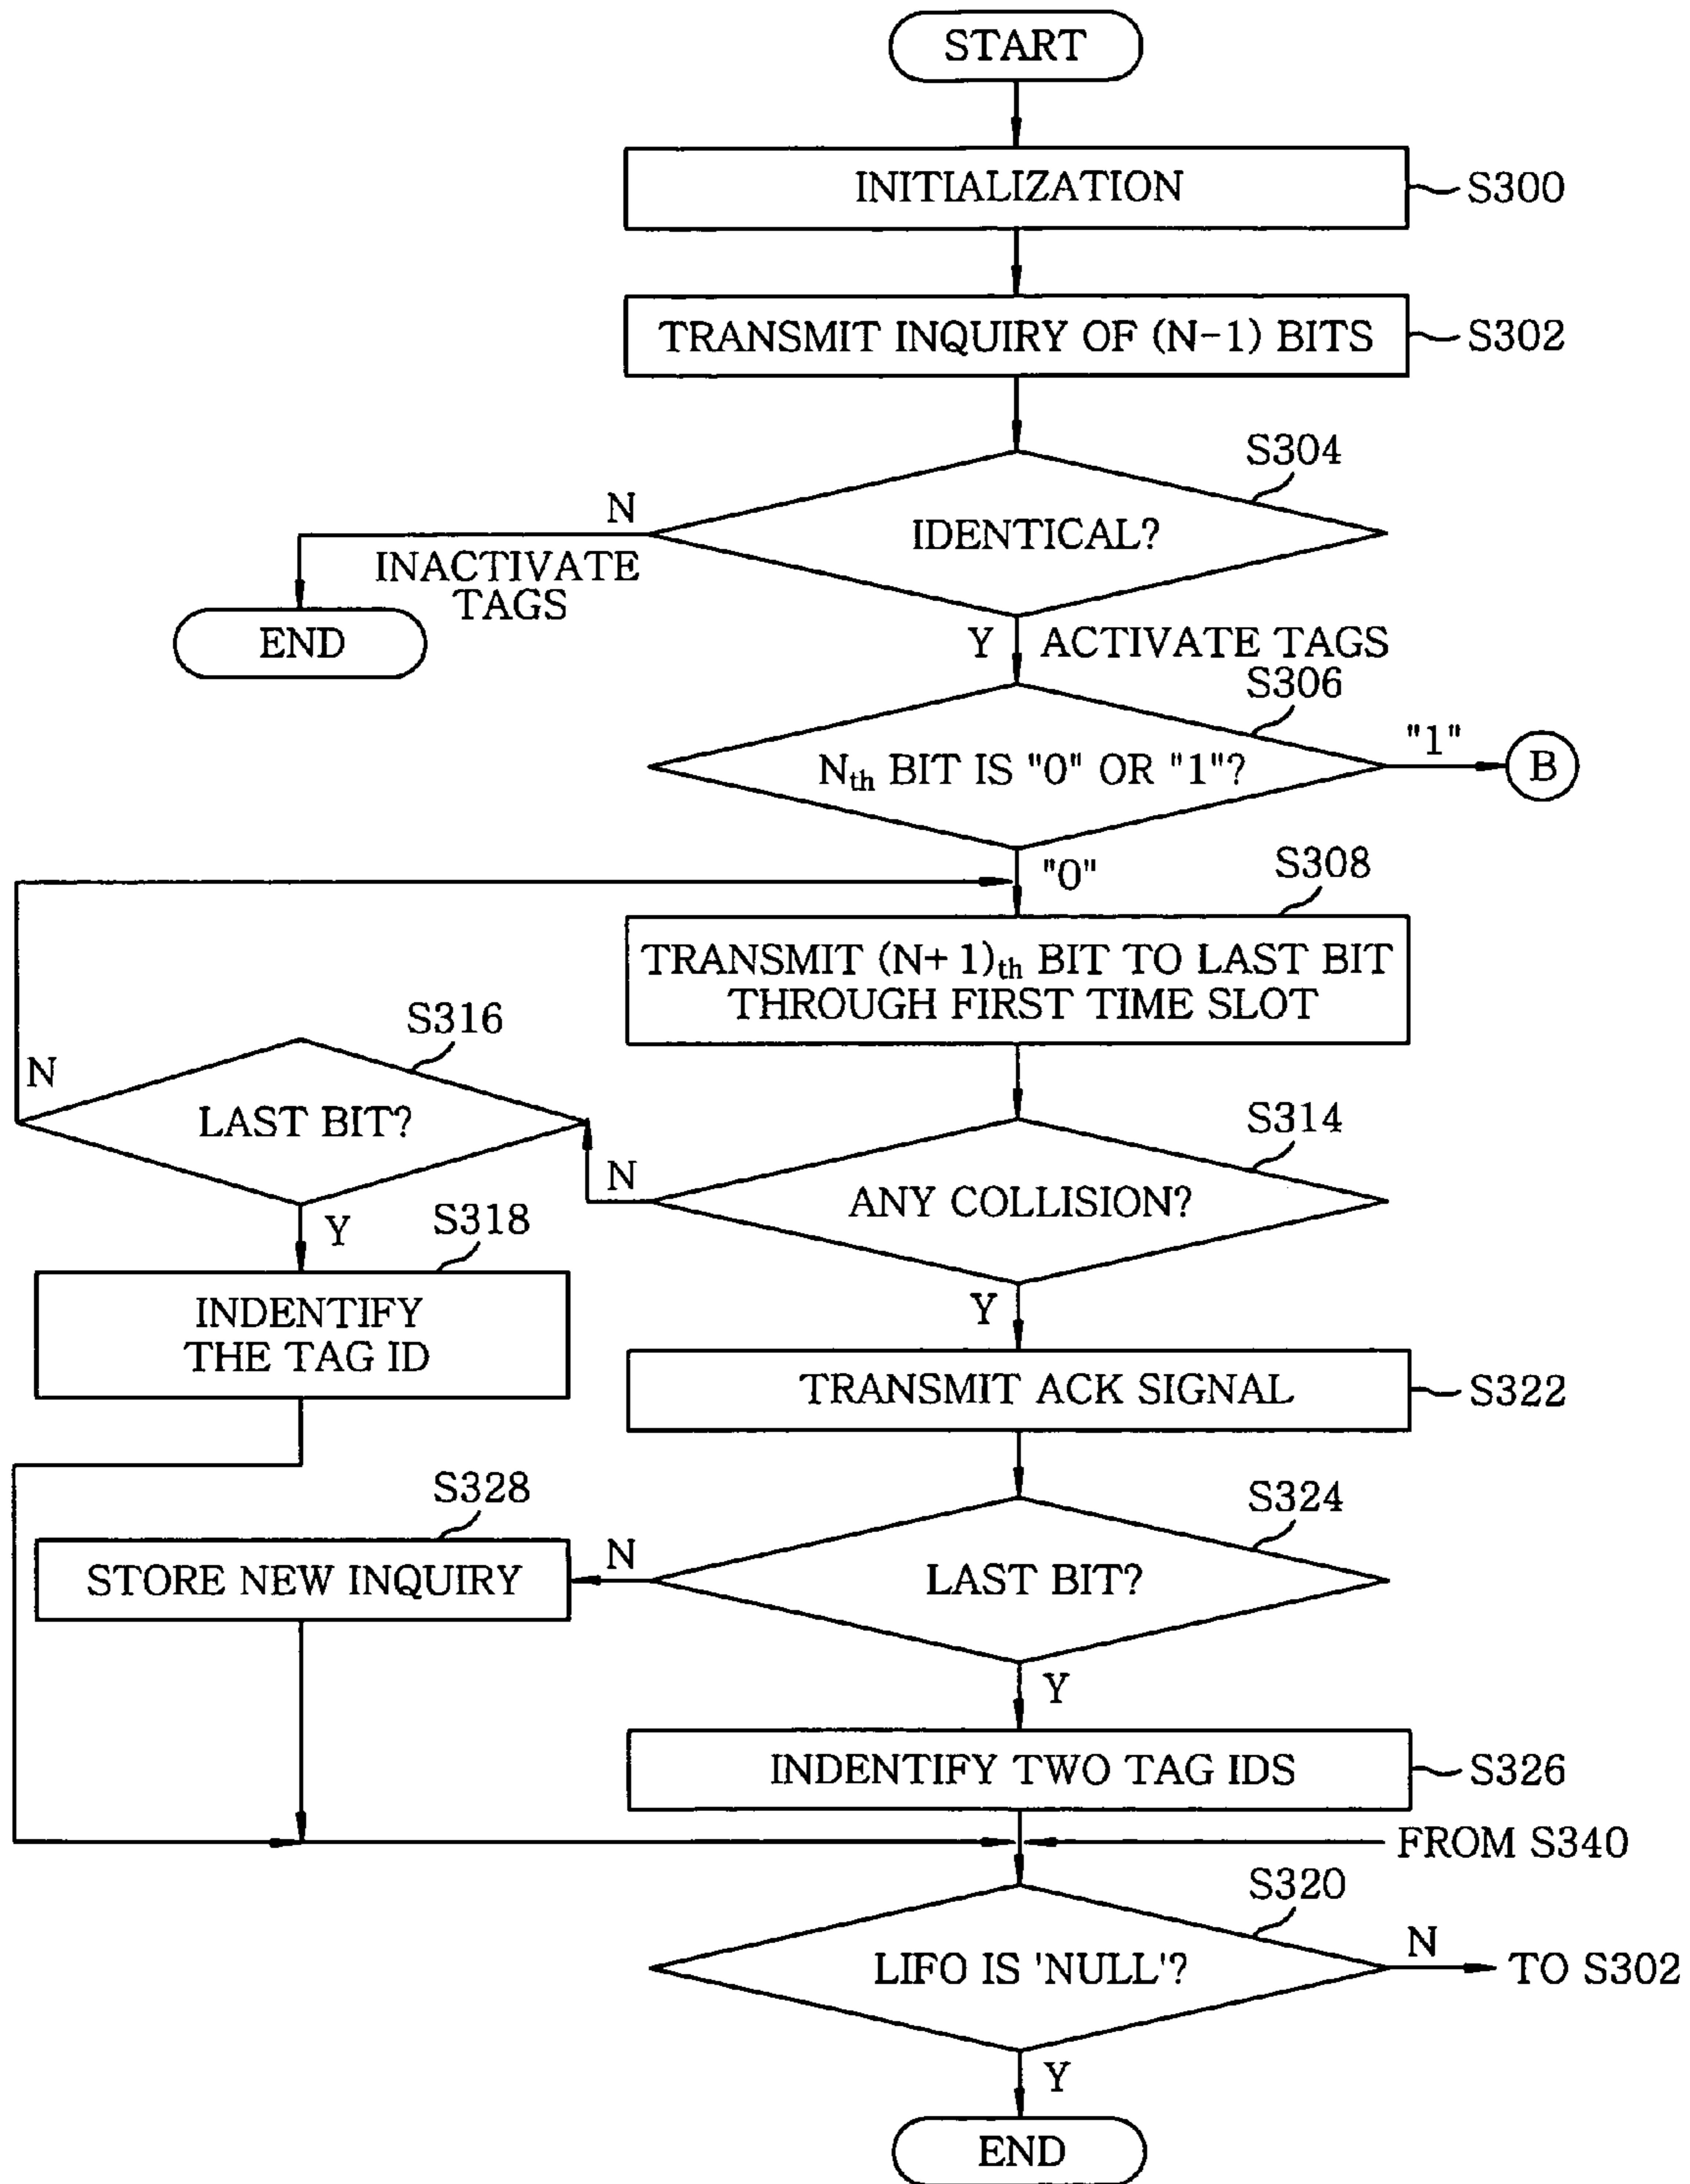 START
INITIALIZATION
S300
TRANSMIT INQUIRY OF (N-1) BITS
S302
S304
N
IDENTICAL?
INACTIVATE
TAGS
END
Y
ACTIVATE TAGS
S306
"1"
Nth BIT IS "0" OR "1"?
B
"0"
S308
TRANSMIT (N+1)th BIT TO LAST BIT
THROUGH FIRST TIME SLOT
S316
N
LAST BIT?
S314
N
ANY COLLISION?
Y
S318
INDENTIFY
THE TAG ID
Y
TRANSMIT ACK SIGNAL
S322
S328
S324
N
STORE NEW INQUIRY
LAST BIT?
Y
INDENTIFY TWO TAG IDS
S326
FROM S340
S320
N
LIFO IS 'NULL'?
TO S302
Y
END